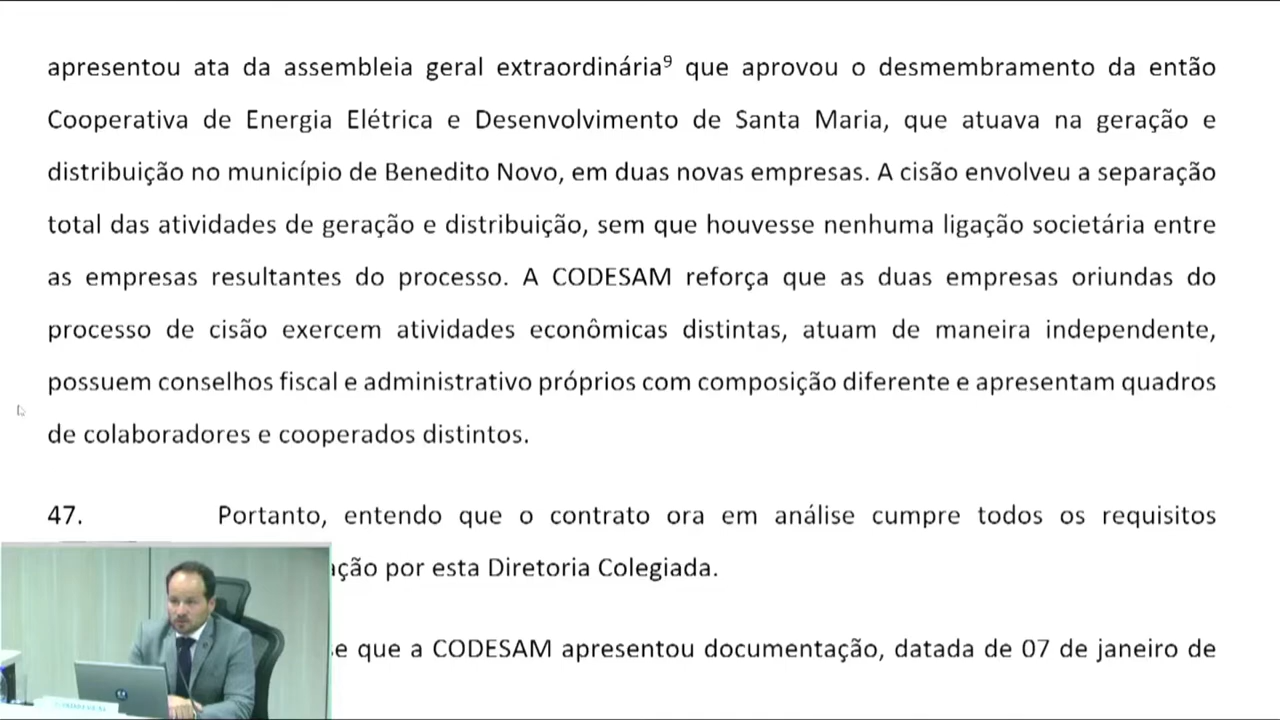 apresentou ata da assembleia geral extraordinária⁹ que aprovou o desmembramento da então
Cooperativa de Energia Elétrica e Desenvolvimento de Santa Maria, que atuava na geração e
distribuição no município de Benedito Novo, em duas novas empresas. A cisão envolveu a separação
total das atividades de geração e distribuição, sem que houvesse nenhuma ligação societária entre
as empresas resultantes do processo. A CODESAM reforça que as duas empresas oriundas do
processo de cisão exercem atividades econômicas distintas, atuam de maneira independente,
possuem conselhos fiscal e administrativo próprios com composição diferente e apresentam quadros
de colaboradores e cooperados distintos.
47. Portanto, entendo que o contrato ora em análise cumpre todos os requisitos
ação por esta Diretoria Colegiada.
e que a CODESAM apresentou documentação, datada de 07 de janeiro de